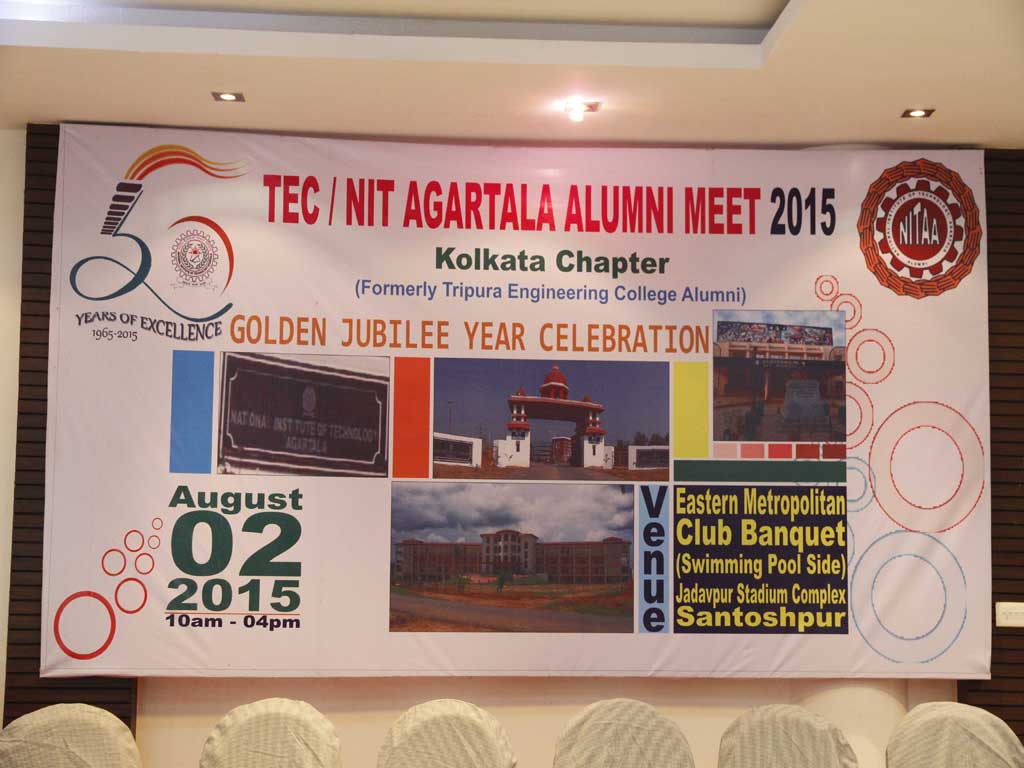 TEC / NIT AGARTALA ALUMNI MEET 2015
Kolkata Chapter
(Formerly Tripura Engineering College Alumni)
50
YEARS OF EXCELLENCE
1965-2015
GOLDEN JUBILEE YEAR CELEBRATION
NITAA
NATIONAL INSTITUTE OF TECHNOLOGY
AGARTALA
August
02
2015
10am - 04pm
Venue
Eastern Metropolitan
Club Banquet
(Swimming Pool Side)
Jadavpur Stadium Complex
Santoshpur